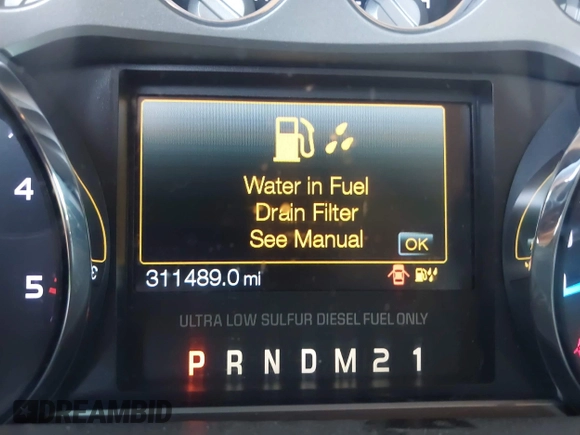 Water in Fuel
Drain Filter
See Manual
OK
311489.0 mi
ULTRA LOW SULFUR DIESEL FUEL ONLY
P R N D M 2 1
4
5
3
DREAMBID